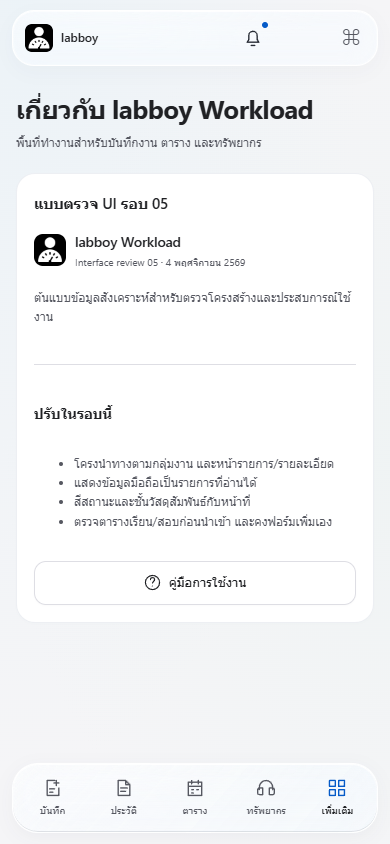 labboy
เกี่ยวกับ labboy Workload
พื้นที่ทำงานสำหรับบันทึกงาน ตาราง และทรัพยากร
แบบตรวจ UI รอบ 05
labboy Workload
Interface review 05 · 4 พฤศจิกายน 2569
ต้นแบบข้อมูลสังเคราะห์สำหรับตรวจโครงสร้างและประสบการณ์ใช้
งาน
ปรับในรอบนี้
โครงนำทางตามกลุ่มงาน และหน้ารายการ/รายละเอียด
แสดงข้อมูลมือถือเป็นรายการที่อ่านได้
สีสถานะและชั้นวัสดุสัมพันธ์กับหน้าที่
ตรวจตารางเรียน/สอบก่อนนำเข้า และคงฟอร์มเพิ่มเอง
คู่มือการใช้งาน
บันทึก
ประวัติ
ตาราง
ทรัพยากร
เพิ่มเติม